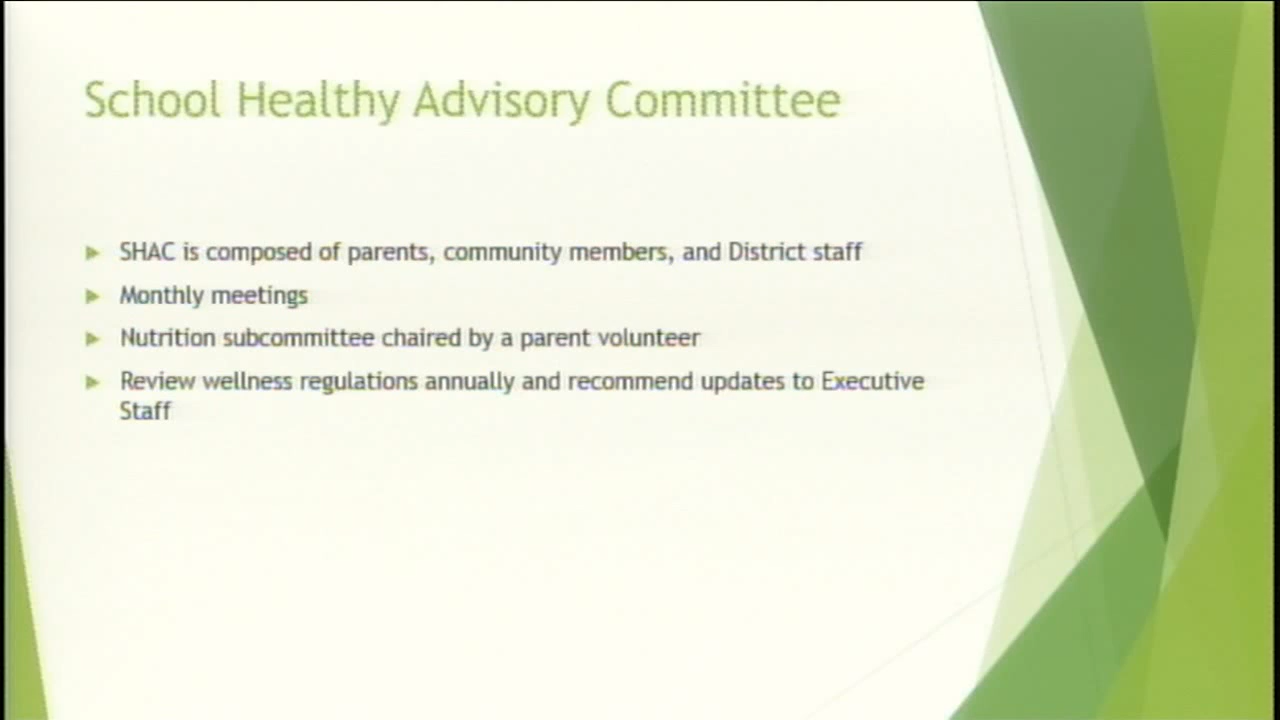 School Healthy Advisory Committee
SHAC is composed of parents, community members, and District staff
Monthly meetings
Nutrition subcommittee chaired by a parent volunteer
Review wellness regulations annually and recommend updates to Executive
Staff